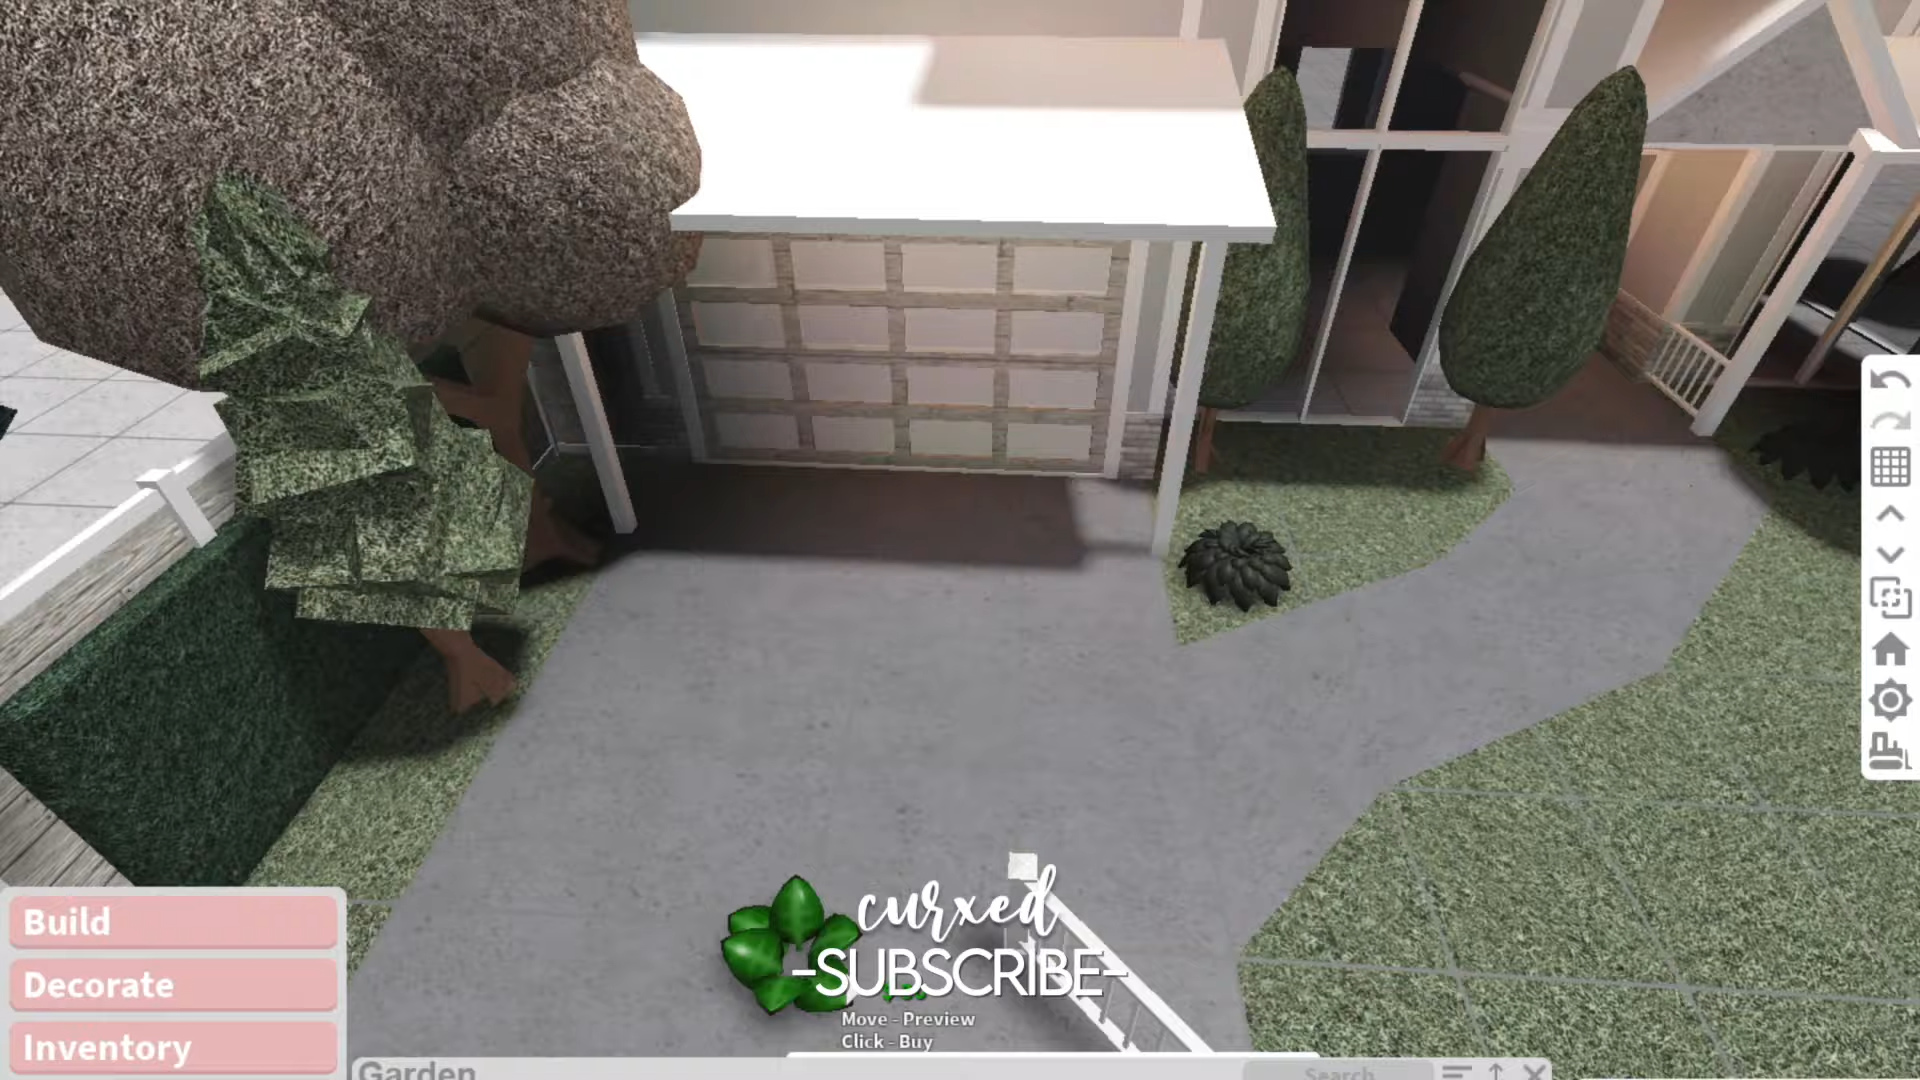 curxed
-SUBSCRIBE-
Move - Preview
Click - Buy
Build
Decorate
Inventory
Garden
Search